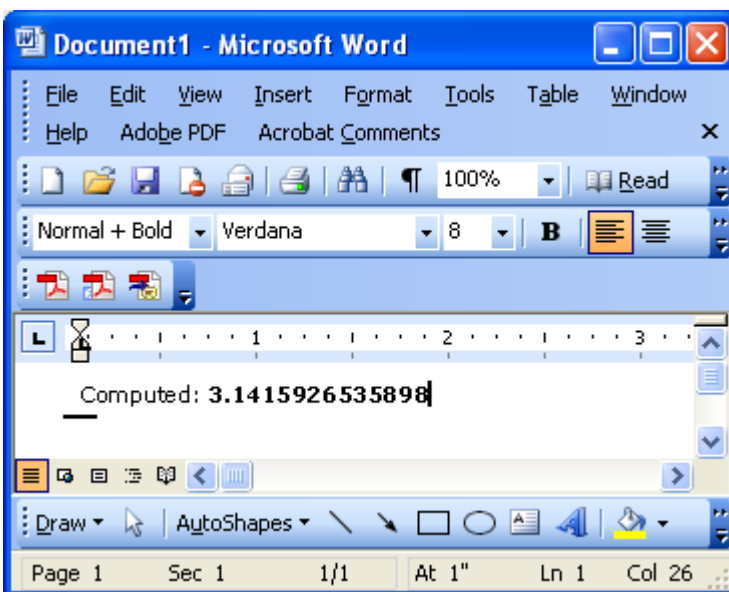 Document1 - Microsoft Word
File Edit View Insert Format Tools Table Window
Help Adobe PDF Acrobat Comments
100% Read
Normal + Bold Verdana 8 B
L 1 2 3
Computed: 3.1415926535898
Draw AutoShapes
Page 1 Sec 1 1/1 At 1" Ln 1 Col 26